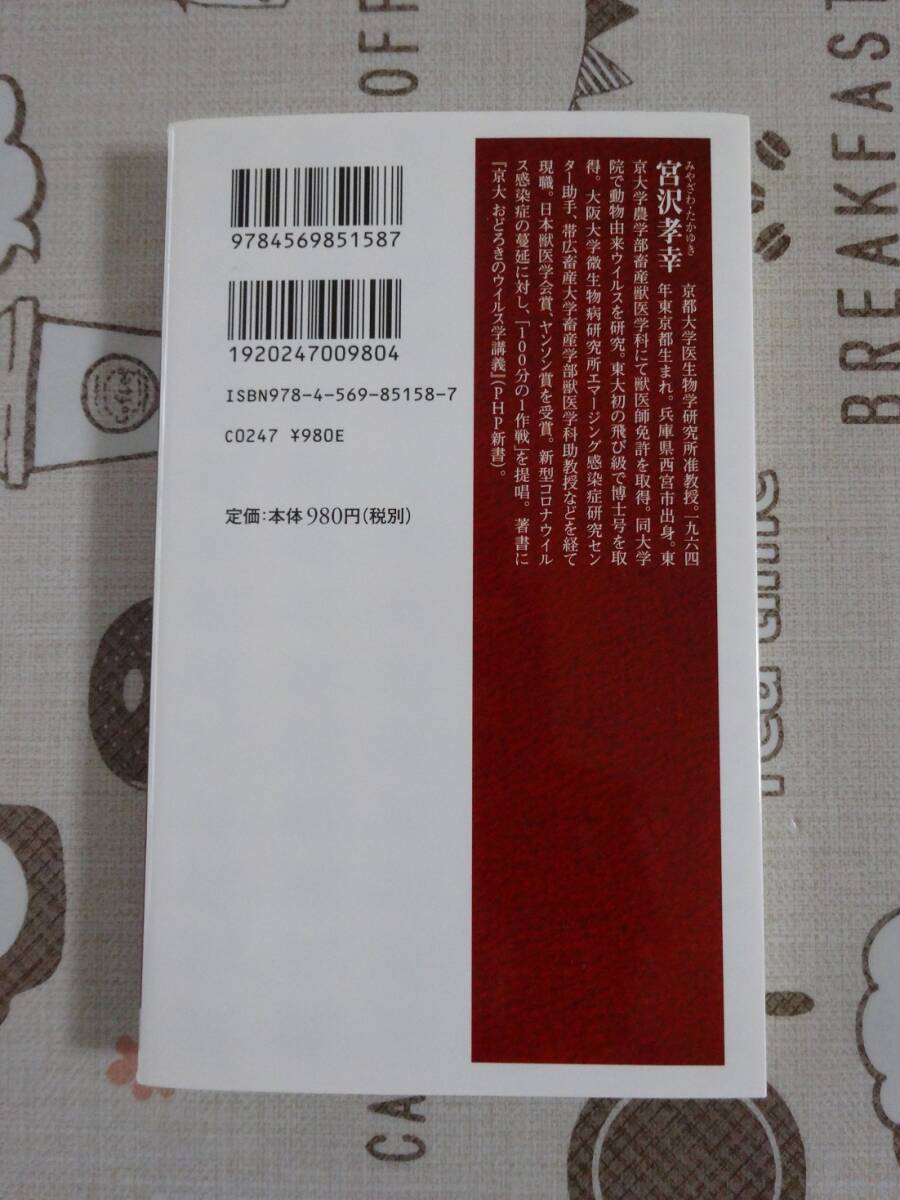 みやざわ・たかゆき
宮沢孝幸
京都大学医生物学研究所准教授。一九六四
年東京都生まれ。兵庫県西宮市出身。東
京大学農学部畜産獣医学科にて獣医師免許を取得。同大学
院で動物由来ウイルスを研究。東大初の飛び級で博士号を取
得。大阪大学微生物病研究所エマージング感染症研究セン
ター助手、帯広畜産大学畜産学部獣医学科助教授などを経て
現職。日本獣医学会賞、ヤンソン賞を受賞。新型コロナウイル
ス感染症の蔓延に対し、「100分の1作戦」を提唱。著書に
『京大 おどろきのウイルス学講義』(PHP新書)。
9784569851587
1920247009804
ISBN978-4-569-85158-7
C0247 ¥980E
定価:本体980円(税別)
OF
BREAKFAST
CA